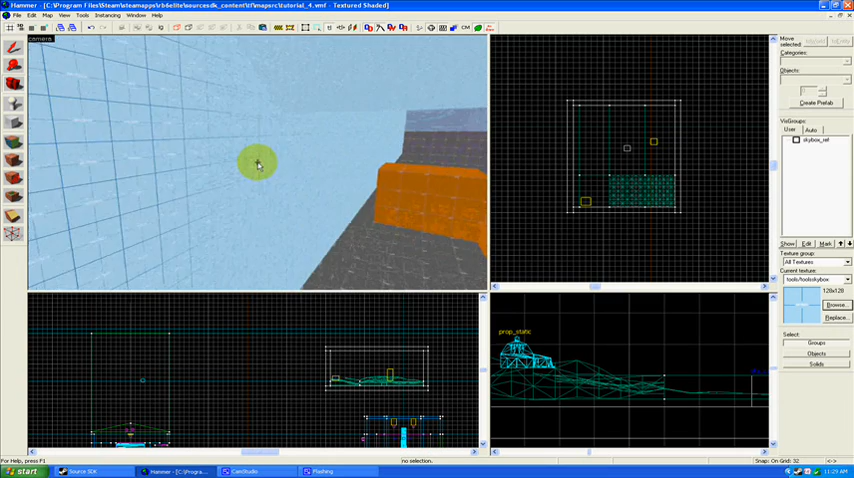 Hammer - [C:\Program Files\Steam\steamapps\rb6elite\sourcesdk_content\tf\mapsrc\tutorial_4.vmf - Textured Shaded]
File Edit Map View Tools Instancing Window Help
camera
Move
selected:
Categories:
Objects:
Create Prefab
VisGroups:
User Auto
skybox_ref
Show Edit Mark
Texture group:
All Textures
Current texture:
tools/toolsskybox
128x128
Browse...
Replace...
Select:
Groups
Objects
Solids
prop_static
For Help, press F1
no selection.
Snap: On Grid: 32
start
Source SDK
Hammer - [C:\Progra...
CamStudio
Flashing
11:29 AM